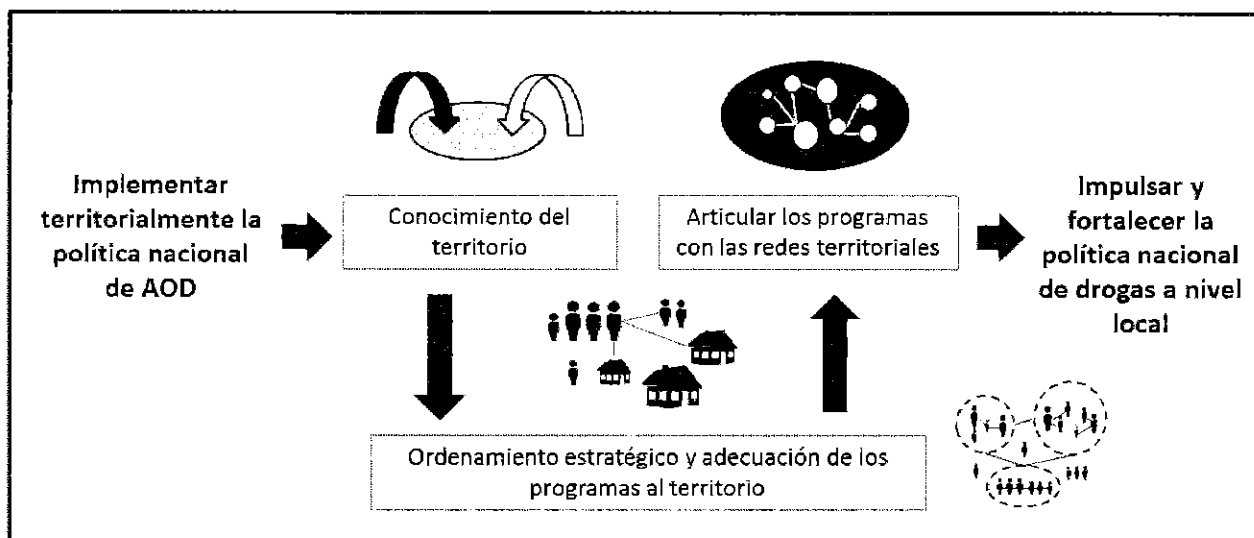 Implementar
territorialmente la
política nacional
de AOD
Conocimiento del
territorio
Articular los programas
con las redes territoriales
Impulsar y
fortalecer la
política nacional
de drogas a nivel
local
Ordenamiento estratégico y adecuación de los
programas al territorio